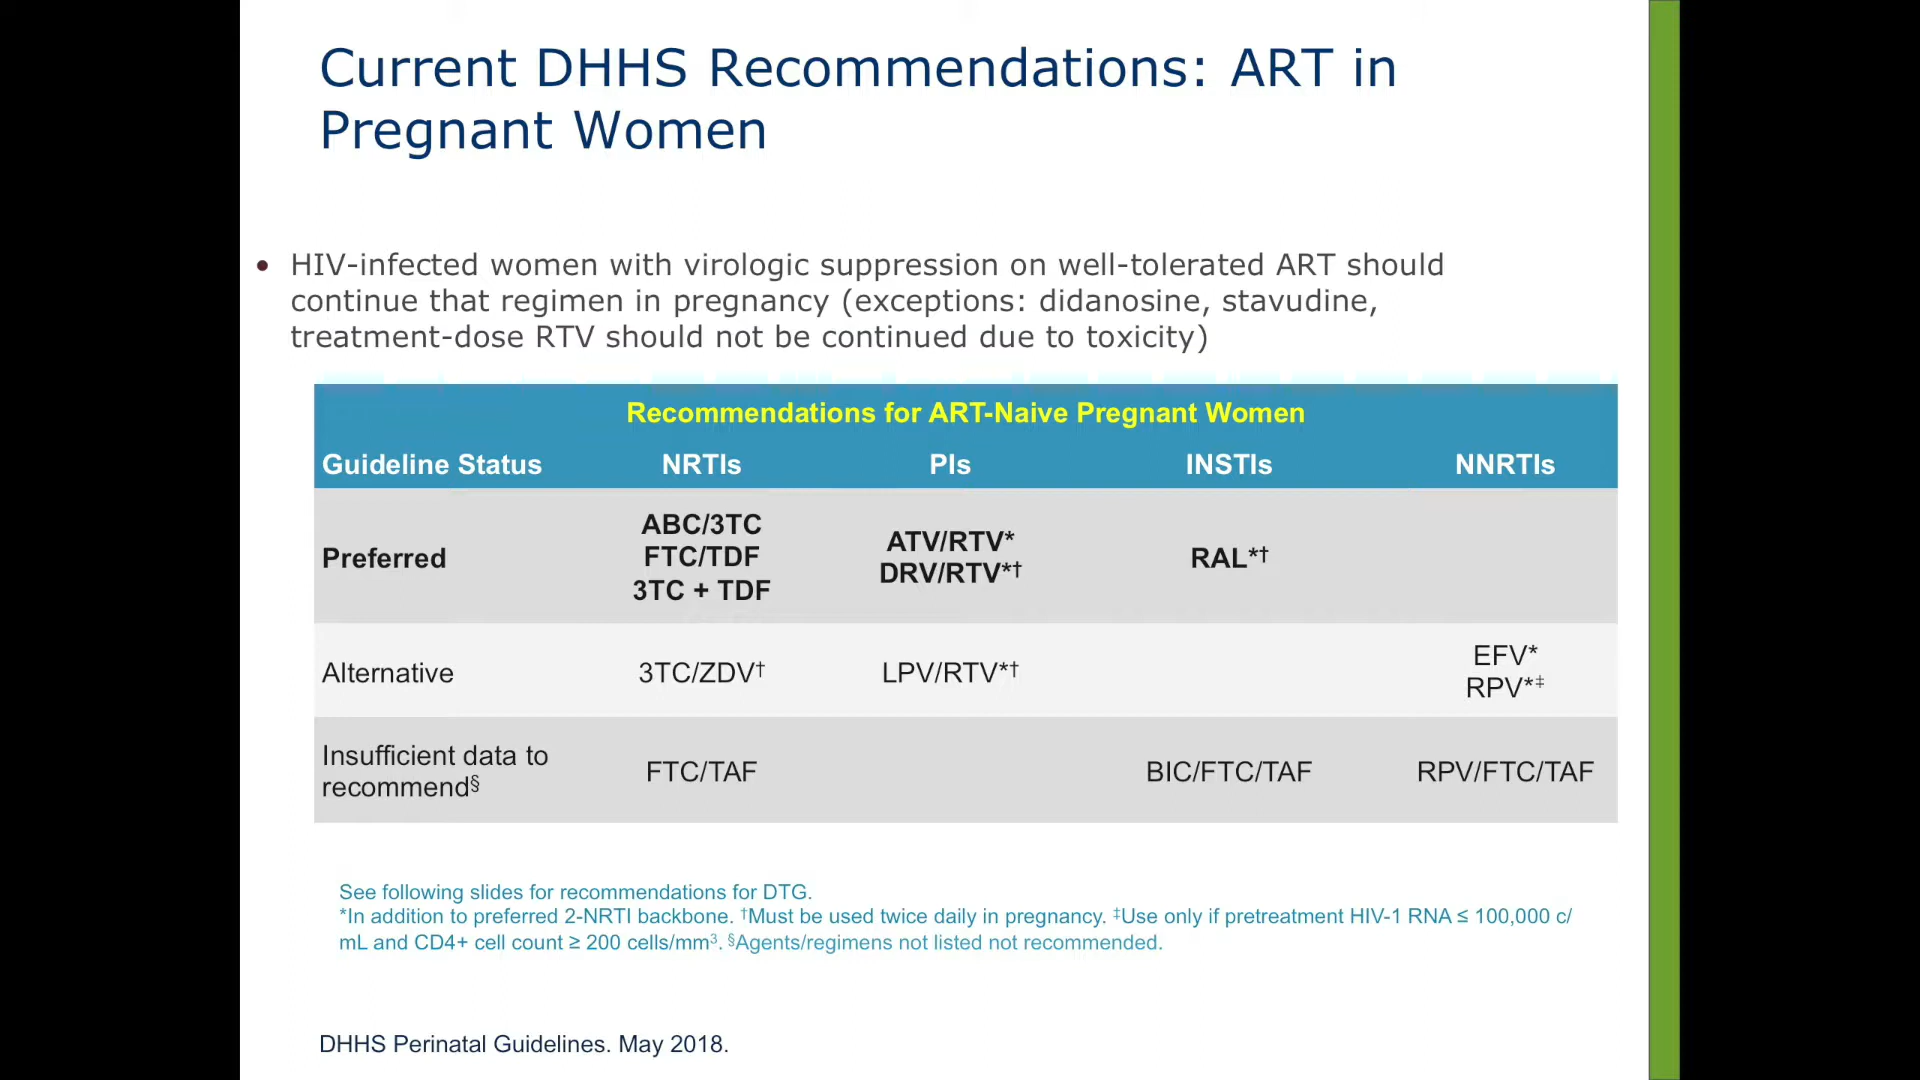 Current DHHS Recommendations: ART in
Pregnant Women
• HIV-infected women with virologic suppression on well-tolerated ART should
continue that regimen in pregnancy (exceptions: didanosine, stavudine,
treatment-dose RTV should not be continued due to toxicity)
Recommendations for ART-Naive Pregnant Women
Guideline Status NRTIs PIs INSTIs NNRTIs
Preferred
ABC/3TC
FTC/TDF
3TC + TDF
ATV/RTV*
DRV/RTV*†
RAL*†
Alternative
3TC/ZDV†
LPV/RTV*†
EFV*
RPV*‡
Insufficient data to
recommend§
FTC/TAF
BIC/FTC/TAF
RPV/FTC/TAF
See following slides for recommendations for DTG.
*In addition to preferred 2-NRTI backbone. †Must be used twice daily in pregnancy. ‡Use only if pretreatment HIV-1 RNA ≤ 100,000 c/
mL and CD4+ cell count ≥ 200 cells/mm³. §Agents/regimens not listed not recommended.
DHHS Perinatal Guidelines. May 2018.